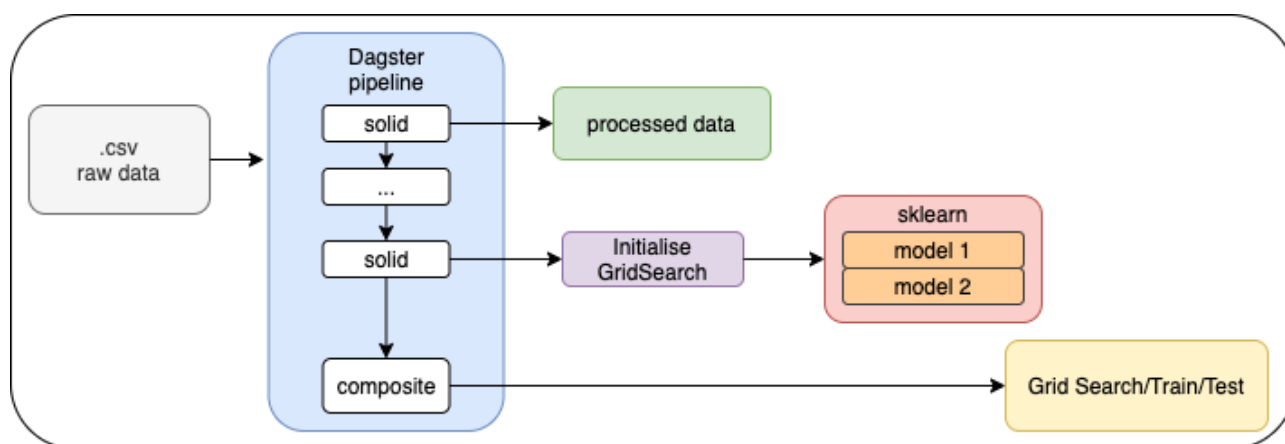 .csv
raw data
Dagster
pipeline
solid
...
solid
composite
processed data
Initialise
GridSearch
sklearn
model 1
model 2
Grid Search/Train/Test